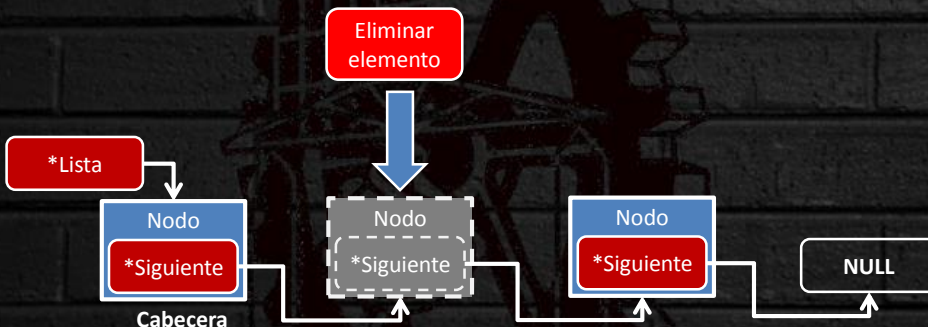 Eliminar
elemento
*Lista
Nodo
*Siguiente
Cabecera
Nodo
*Siguiente
Nodo
*Siguiente
NULL